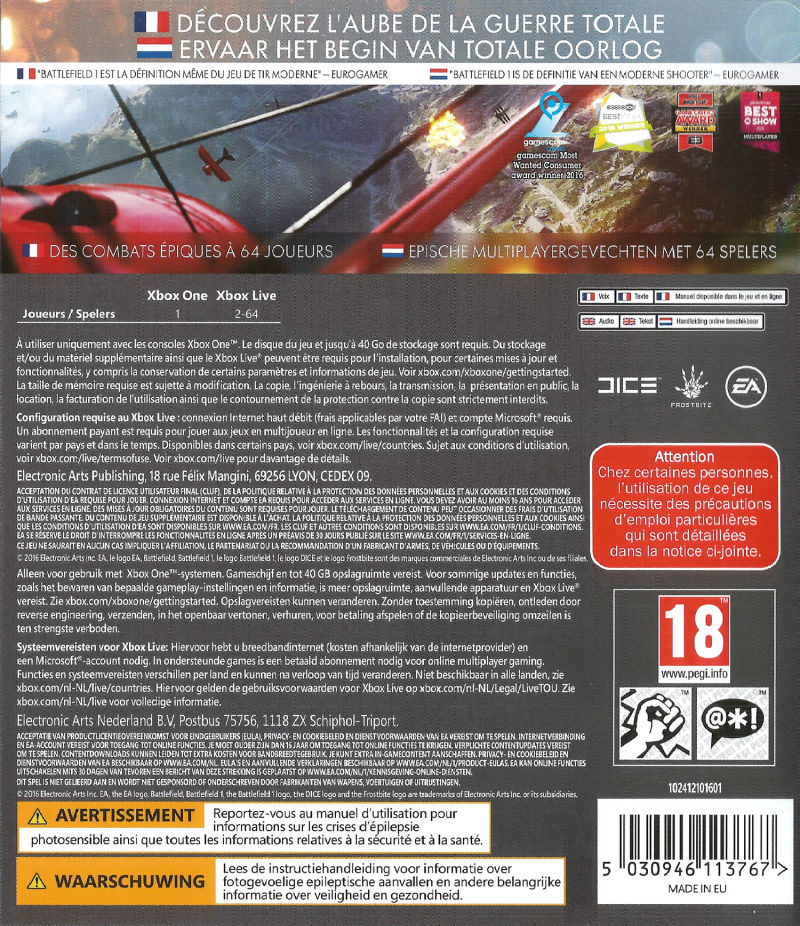 DÉCOUVREZ L'AUBE DE LA GUERRE TOTALE
ERVAAR HET BEGIN VAN TOTALE OORLOG
"BATTLEFIELD 1 EST LA DÉFINITION MÊME DU JEU DE TIR MODERNE" – EUROGAMER
"BATTLEFIELD 1 IS DE DEFINITIE VAN EEN MODERNE SHOOTER" – EUROGAMER
gamescom
gamescom Most
Wanted Consumer
award winner 2016
BEST
2016 WINNER
AWARD
WINNER
BEST
SHOW
MULTIPLAYER
DES COMBATS ÉPIQUES À 64 JOUEURS
EPISCHE MULTIPLAYERGEVECHTEN MET 64 SPELERS
Xbox One Xbox Live
Joueurs / Spelers 1 2-64
Voix Texte Manuel disponible dans le jeu et en ligne
Audio Tekst Handleiding online beschikbaar
À utiliser uniquement avec les consoles Xbox One™. Le disque du jeu et jusqu'à 40 Go de stockage sont requis. Du stockage
et/ou du matériel supplémentaire ainsi que le Xbox Live® peuvent être requis pour l'installation, pour certaines mises à jour et
fonctionnalités, y compris la conservation de certains paramètres et informations de jeu. Voir xbox.com/xboxone/gettingstarted.
La taille de mémoire requise est sujette à modification. La copie, l'ingénierie à rebours, la transmission, la présentation en public, la
location, la facturation de l'utilisation ainsi que le contournement de la protection contre la copie sont strictement interdits.
Configuration requise au Xbox Live : connexion Internet haut débit (frais applicables par votre FAI) et compte Microsoft® requis.
Un abonnement payant est requis pour jouer aux jeux en multijoueur en ligne. Les fonctionnalités et la configuration requise
varient par pays et dans le temps. Disponibles dans certains pays, voir xbox.com/live/countries. Sujet aux conditions d'utilisation,
voir xbox.com/live/termsofuse. Voir xbox.com/live pour davantage de détails.
Electronic Arts Publishing, 18 rue Félix Mangini, 69256 LYON, CEDEX 09.
ACCEPTATION DU CONTRAT DE LICENCE UTILISATEUR FINAL (CLUF), DE LA POLITIQUE RELATIVE À LA PROTECTION DES DONNÉES PERSONNELLES ET AUX COOKIES ET DES CONDITIONS
D'UTILISATION D'EA REQUISE POUR JOUER. CONNEXION INTERNET ET COMPTE EA REQUIS POUR ACCÉDER AUX SERVICES EN LIGNE. VOUS DEVEZ AVOIR AU MOINS 16 ANS POUR ACCÉDER
AUX SERVICES EN LIGNE. DES MISES À JOUR OBLIGATOIRES DU CONTENU SONT REQUISES POUR JOUER. LE TÉLÉCHARGEMENT DE CONTENU PEUT OCCASIONNER DES FRAIS D'UTILISATION
DE BANDE PASSANTE. DU CONTENU DE JEU SUPPLÉMENTAIRE EST DISPONIBLE À L'ACHAT. LA POLITIQUE RELATIVE À LA PROTECTION DES DONNÉES PERSONNELLES ET AUX COOKIES AINSI
QUE LES CONDITIONS D'UTILISATION D'EA SONT DISPONIBLES SUR WWW.EA.COM/FR. LES CLUF ET AUTRES CONDITIONS SONT DISPONIBLES SUR WWW.EA.COM/FR/1/CLUF-CONDITIONS.
EA SE RÉSERVE LE DROIT D'INTERROMPRE LES FONCTIONNALITÉS EN LIGNE APRÈS UN PRÉAVIS DE 30 JOURS PUBLIÉ SUR LE SITE WWW.EA.COM/FR/1/SERVICES-EN-LIGNE.
CE JEU NE SAURAIT EN AUCUN CAS IMPLIQUER L'AFFILIATION, LE PARTENARIAT OU LA RECOMMANDATION D'UN FABRICANT D'ARMES, DE VÉHICULES OU D'ÉQUIPEMENTS.
© 2016 Electronic Arts Inc. EA, le logo EA, Battlefield, Battlefield 1, le logo Battlefield 1, le logo DICE et le logo Frostbite sont des marques commerciales de Electronic Arts Inc ou de ses filiales.
Alleen voor gebruik met Xbox One™-systemen. Gameschijf en tot 40 GB opslagruimte vereist. Voor sommige updates en functies,
zoals het bewaren van bepaalde gameplay-instellingen en informatie, is meer opslagruimte, aanvullende apparatuur en Xbox Live®
vereist. Zie xbox.com/xboxone/gettingstarted. Opslagvereisten kunnen veranderen. Zonder toestemming kopiëren, ontleden door
reverse engineering, verzenden, in het openbaar vertonen, verhuren, voor betaling afspelen of de kopieerbeveiliging omzeilen is
ten strengste verboden.
Systeemvereisten voor Xbox Live: Hiervoor hebt u breedbandinternet (kosten afhankelijk van de internetprovider) en
een Microsoft®-account nodig. In ondersteunde games is een betaald abonnement nodig voor online multiplayer gaming.
Functies en systeemvereisten verschillen per land en kunnen na verloop van tijd veranderen. Niet beschikbaar in alle landen, zie
xbox.com/nl-NL/live/countries. Hiervoor gelden de gebruiksvoorwaarden voor Xbox Live op xbox.com/nl-NL/Legal/LiveTOU. Zie
xbox.com/nl-NL/live voor volledige informatie.
Electronic Arts Nederland B.V, Postbus 75756, 1118 ZX Schiphol-Triport.
ACCEPTATIE VAN PRODUCTLICENTIEOVEREENKOMST VOOR EINDGEBRUIKERS (EULA), PRIVACY- EN COOKIEBELEID EN DIENSTVOORWAARDEN VAN EA VEREIST OM TE SPELEN. INTERNETVERBINDING
EN EA-ACCOUNT VEREIST VOOR TOEGANG TOT ONLINE FUNCTIES. JE MOET OUDER ZIJN DAN 16 JAAR OM TOEGANG TOT ONLINE FUNCTIES TE KRIJGEN. VERPLICHTE CONTENTUPDATES VEREIST
OM TE SPELEN. CONTENTDOWNLOADS KUNNEN LEIDEN TOT EXTRA KOSTEN VOOR BANDBREEDTEGEBRUIK. JE KUNT EXTRA IN-GAMECONTENT AANSCHAFFEN. PRIVACY- EN COOKIEBELEID EN
DIENSTVOORWAARDEN VAN EA BESCHIKBAAR OP WWW.EA.COM/NL. EULA'S EN AANVULLENDE VERKLARINGEN BESCHIKBAAR OP WWW.EA.COM/NL/1/PRODUCT-EULAS. EA KAN ONLINE FUNCTIES
UITSCHAKELEN MITS 30 DAGEN VAN TEVOREN EEN BERICHT VAN DEZE STREKKING IS GEPLAATST OP WWW.EA.COM/NL/1/KENNISGEVING-ONLINE-DIENSTEN.
DIT SPEL IS NIET GELIEERD AAN EN WORDT NIET GESPONSORD OF ONDERSCHREVEN DOOR FABRIKANTEN VAN WAPENS, VOERTUIGEN OF UITRUSTINGEN.
© 2016 Electronic Arts Inc. EA, the EA logo, Battlefield, Battlefield 1, the Battlefield 1 logo, the DICE logo and the Frostbite logo are trademarks of Electronic Arts Inc. or its subsidiaries.
DICE
FROSTBITE
EA
Attention
Chez certaines personnes,
l'utilisation de ce jeu
nécessite des précautions
d'emploi particulières
qui sont détaillées
dans la notice ci-jointe.
18
www.pegi.info
@*!
102412101601
AVERTISSEMENT
Reportez-vous au manuel d'utilisation pour
informations sur les crises d'épilepsie
photosensible ainsi que toutes les informations relatives à la sécurité et à la santé.
WAARSCHUWING
Lees de instructiehandleiding voor informatie over
fotogevoelige epileptische aanvallen en andere belangrijke
informatie over veiligheid en gezondheid.
5 030946 113767 >
MADE IN EU